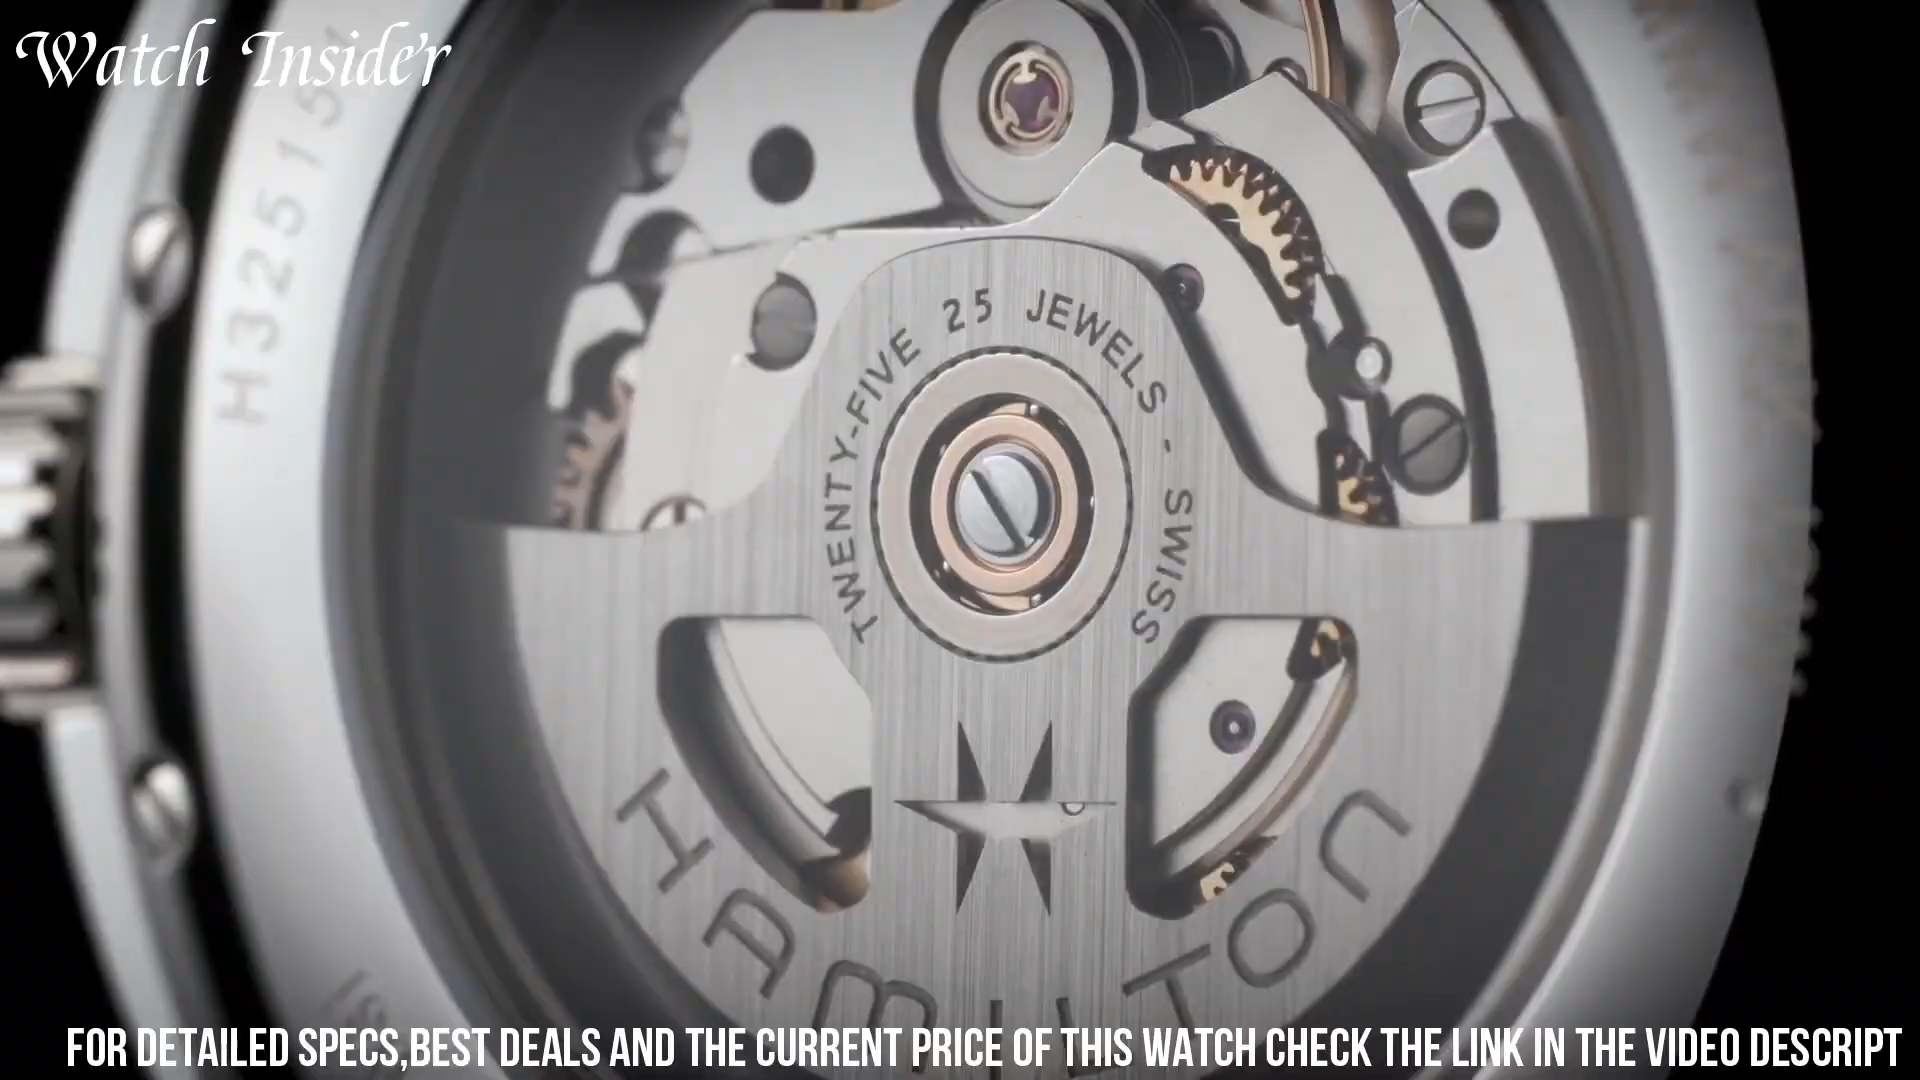 Watch Insider
H325151
TWENTY-FIVE 25 JEWELS - SWISS
HAMILTON
FOR DETAILED SPECS,BEST DEALS AND THE CURRENT PRICE OF THIS WATCH CHECK THE LINK IN THE VIDEO DESCRIPT